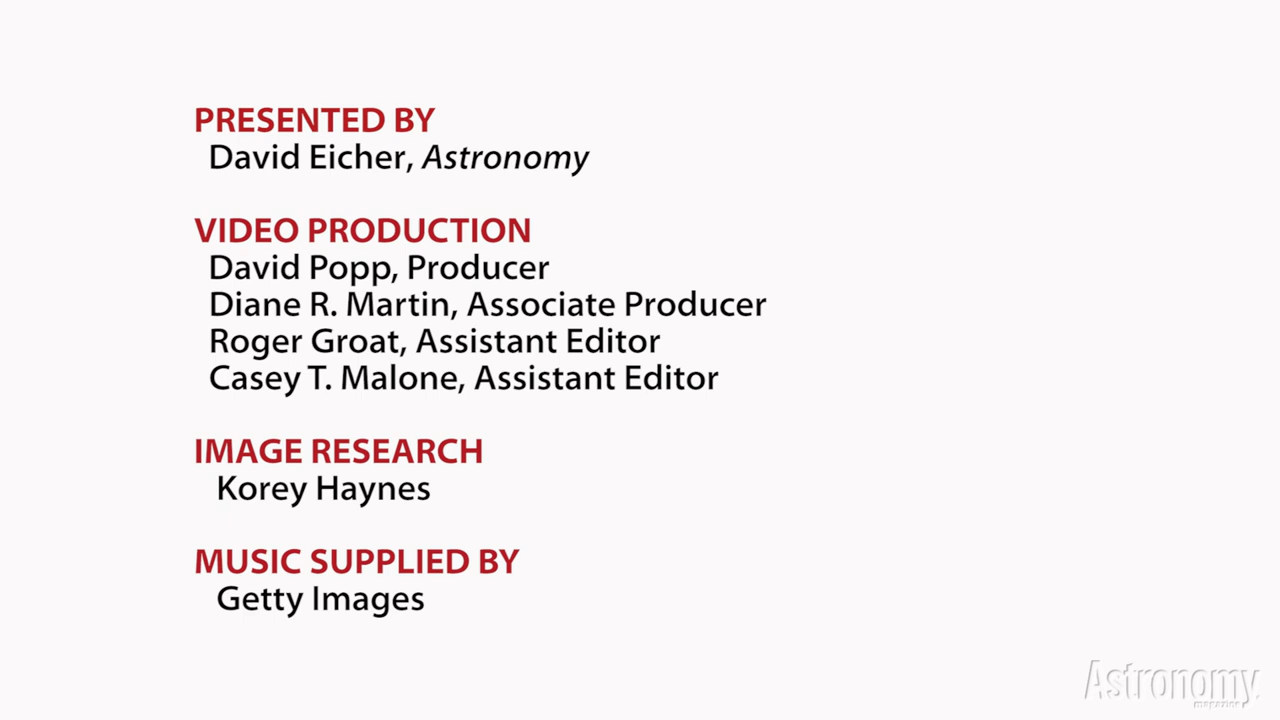 PRESENTED BY
David Eicher, Astronomy
VIDEO PRODUCTION
David Popp, Producer
Diane R. Martin, Associate Producer
Roger Groat, Assistant Editor
Casey T. Malone, Assistant Editor
IMAGE RESEARCH
Korey Haynes
MUSIC SUPPLIED BY
Getty Images
Astronomy
magazine